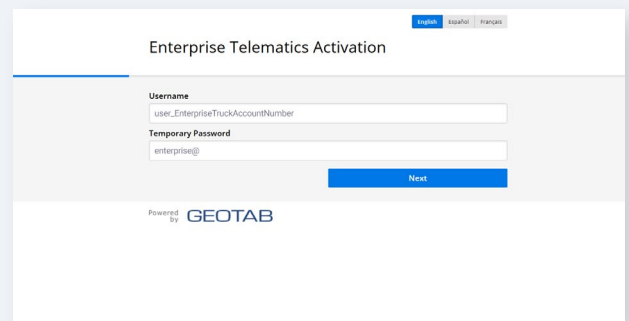 English Español Français
Enterprise Telematics Activation
Username
user_EnterpriseTruckAccountNumber
Temporary Password
enterprise@
Next
Powered by GEOTAB